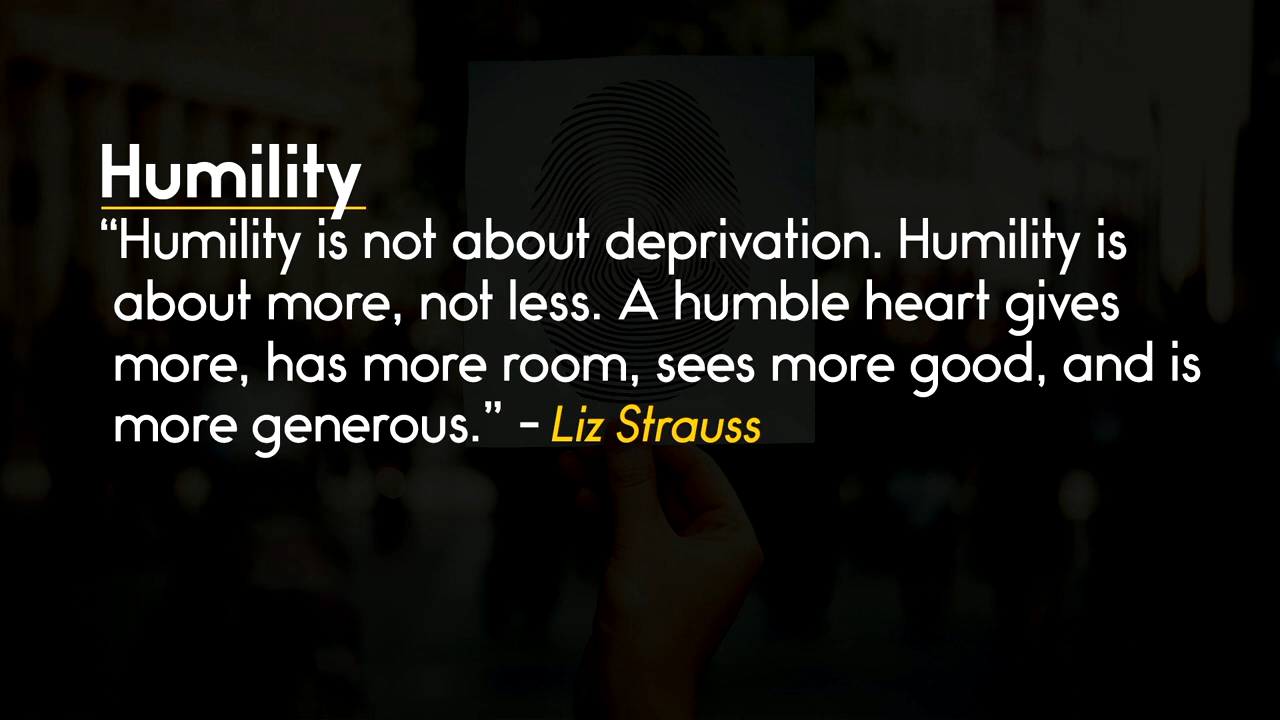 Humility
“Humility is not about deprivation. Humility is
about more, not less. A humble heart gives
more, has more room, sees more good, and is
more generous.” – Liz Strauss